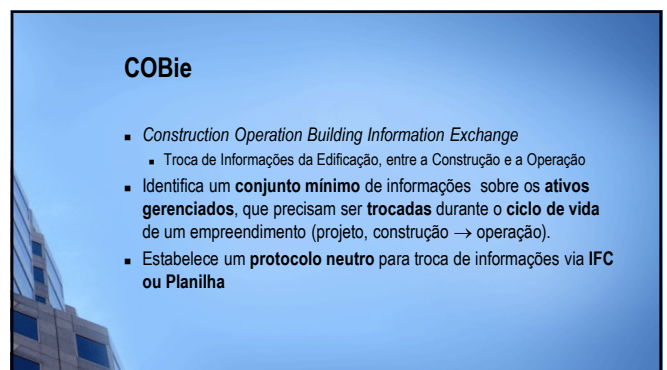 COBie
▪ Construction Operation Building Information Exchange
▪ Troca de Informações da Edificação, entre a Construção e a Operação
▪ Identifica um conjunto mínimo de informações sobre os ativos
gerenciados, que precisam ser trocadas durante o ciclo de vida
de um empreendimento (projeto, construção → operação).
▪ Estabelece um protocolo neutro para troca de informações via IFC
ou Planilha